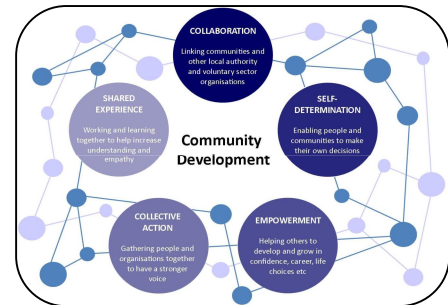 COLLABORATION
Linking communities and
other local authority
and voluntary sector
organisations
SHARED
EXPERIENCE
Working and learning
together to help increase
understanding and
empathy
SELF-
DETERMINATION
Enabling people and
communities to make
their own decisions
Community
Development
COLLECTIVE
ACTION
Gathering people and
organisations together
to have a stronger
voice
EMPOWERMENT
Helping others to
develop and grow in
confidence, career, life
choices etc